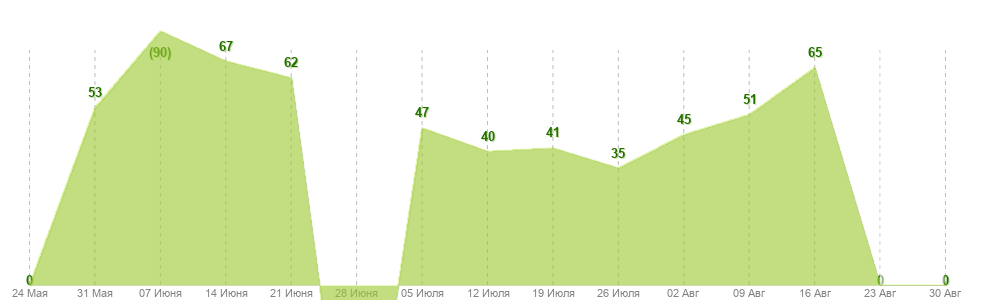 (90)
67
62
65
53
51
47
45
40
41
35
0
0
0
24 Мая
31 Мая
07 Июня
14 Июня
21 Июня
28 Июня
05 Июля
12 Июля
19 Июля
26 Июля
02 Авг
09 Авг
16 Авг
23 Авг
30 Авг